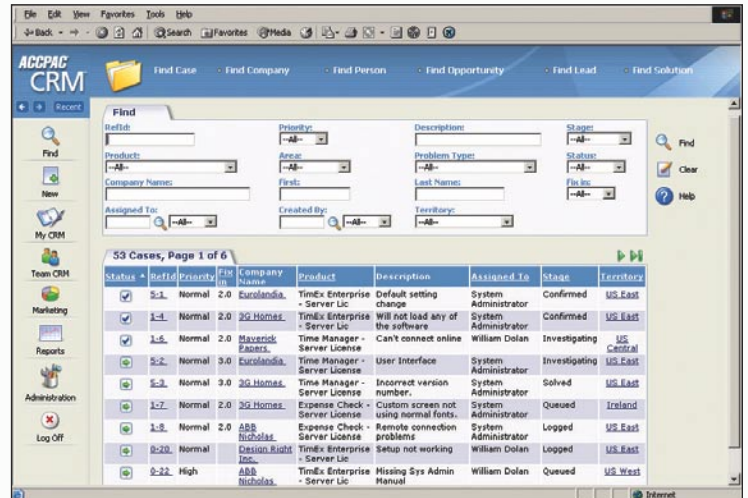 File Edit View Favorites Tools Help
Back Search Favorites Media
ACCPAC
CRM
Find Case Find Company Find Person Find Opportunity Find Lead Find Solution
Recent
Find
New
My CRM
Team CRM
Marketing
Reports
Administration
Log Off
Find
RefId: Priority: Description: Stage:
--All-- --All--
Product: Area: Problem Type: Status:
--All-- --All-- --All-- --All--
Company Name: First: Last Name: Fix in:
--All--
Assigned To: Created By: Territory:
--All-- --All-- --All--
Find
Clear
Help
53 Cases, Page 1 of 6
Status RefId Priority Fix in Company Name Product Description Assigned To Stage Territory
5-1 Normal 2.0 Eurolandia TimEx Enterprise - Server Lic Default setting change System Administrator Confirmed US East
1-4 Normal 2.0 3G Homes TimEx Enterprise - Server Lic Will not load any of the software System Administrator Confirmed US East
1-6 Normal 2.0 Maverick Papers Time Manager - Server License Can't connect online William Dolan Investigating US Central
5-2 Normal 3.0 Eurolandia Time Manager - Server License User Interface System Administrator Investigating US East
5-3 Normal 3.0 3G Homes Time Manager - Server License Incorrect version number. System Administrator Solved US East
1-7 Normal 2.0 3G Homes Expense Check - Server License Custom screen not using normal fonts. System Administrator Queued Ireland
1-8 Normal 2.0 ABB Nicholas Expense Check - Server License Remote connection problems System Administrator Logged US East
0-20 Normal Design Right Inc. TimEx Enterprise - Server Lic Setup not working William Dolan Logged US East
0-22 High ABB Nicholas TimEx Enterprise - Server Lic Missing Sys Admin Manual William Dolan Queued US West
Internet